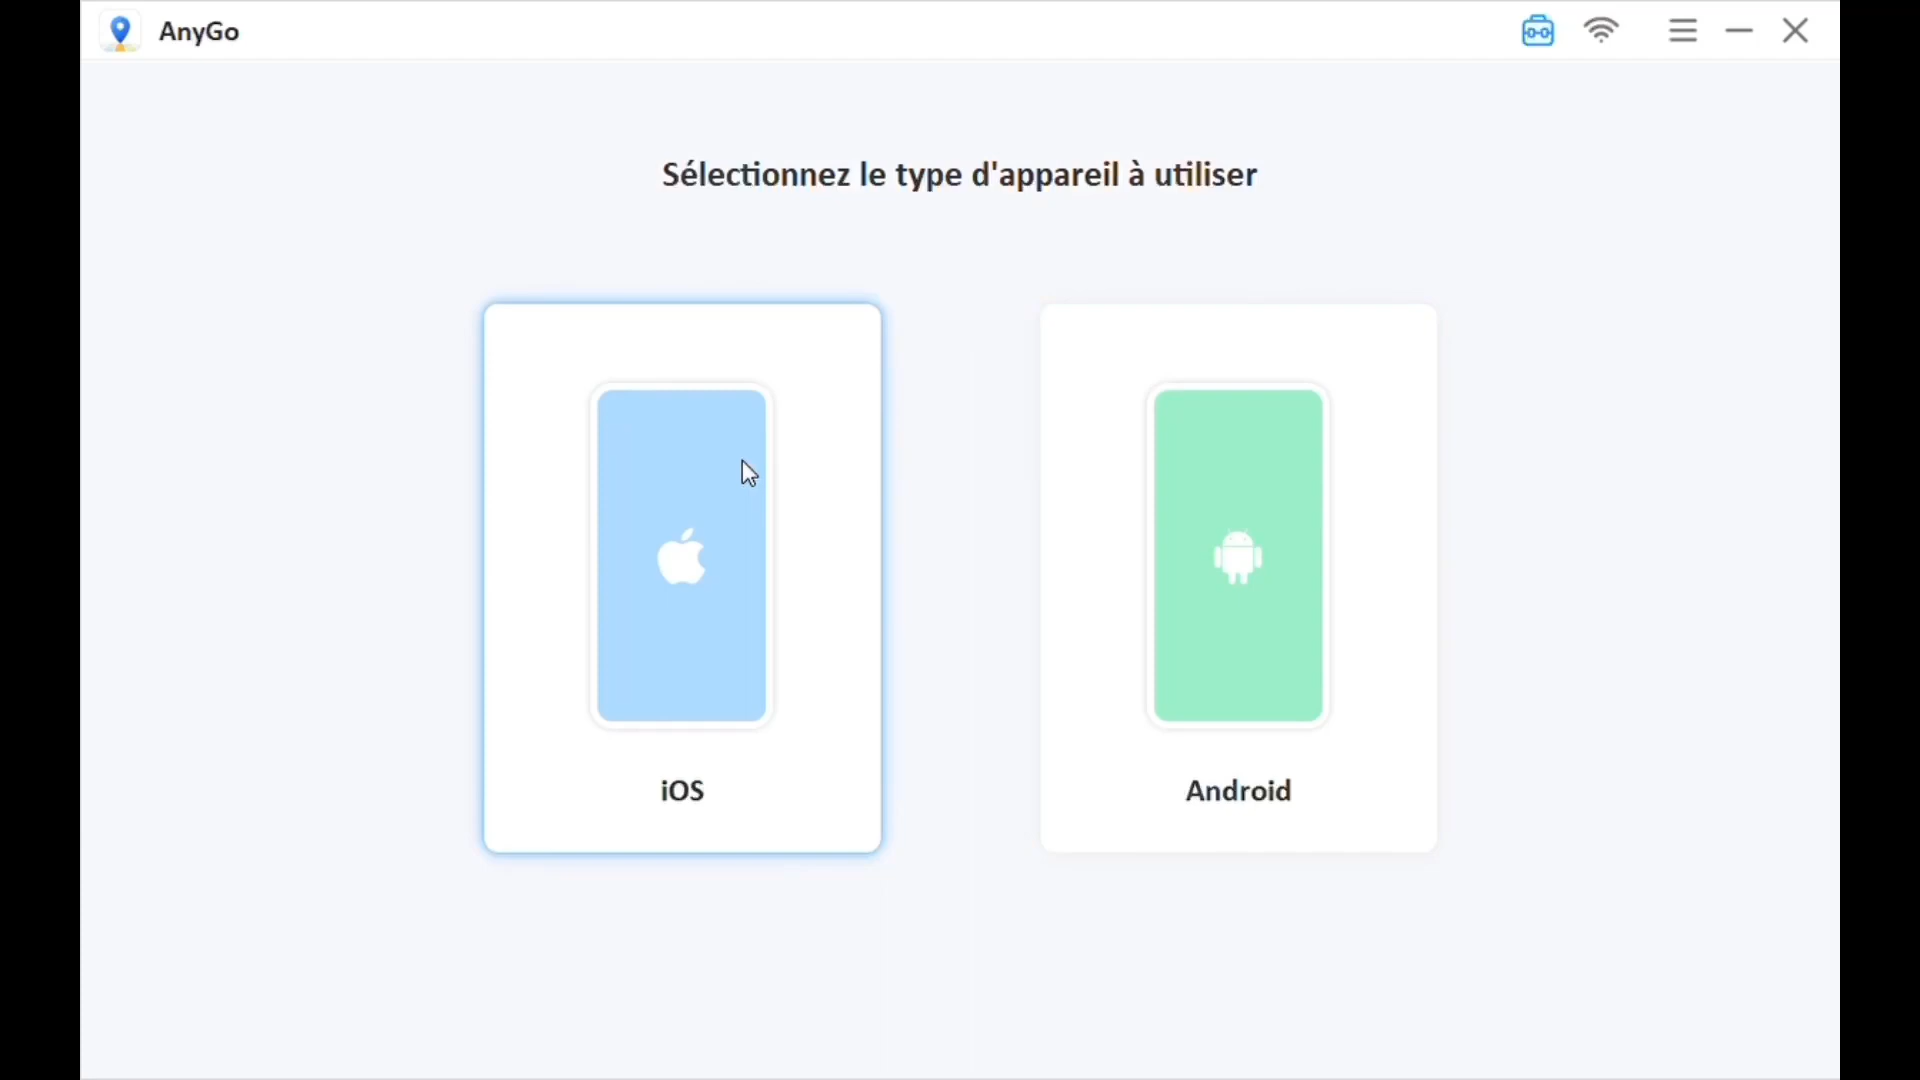 AnyGo
Sélectionnez le type d'appareil à utiliser
iOS
Android